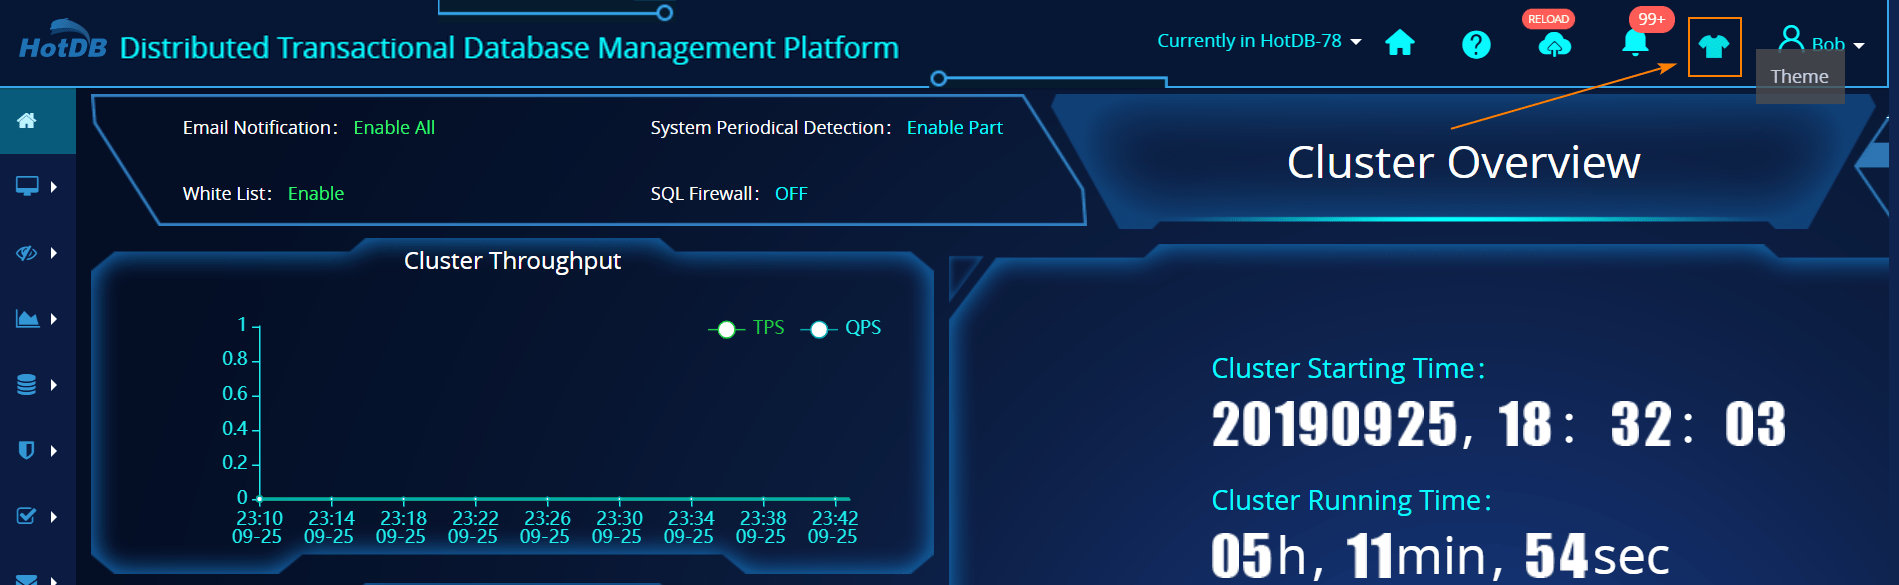 HotDB Distributed Transactional Database Management Platform
Currently in HotDB-78
RELOAD
99+
Bob
Theme
Email Notification: Enable All
System Periodical Detection: Enable Part
White List: Enable
SQL Firewall: OFF
Cluster Overview
Cluster Throughput
TPS QPS
1
0.8
0.6
0.4
0.2
0
23:10 23:14 23:18 23:22 23:26 23:30 23:34 23:38 23:42
09-25 09-25 09-25 09-25 09-25 09-25 09-25 09-25 09-25
Cluster Starting Time:
20190925, 18: 32: 03
Cluster Running Time:
05h, 11min, 54sec